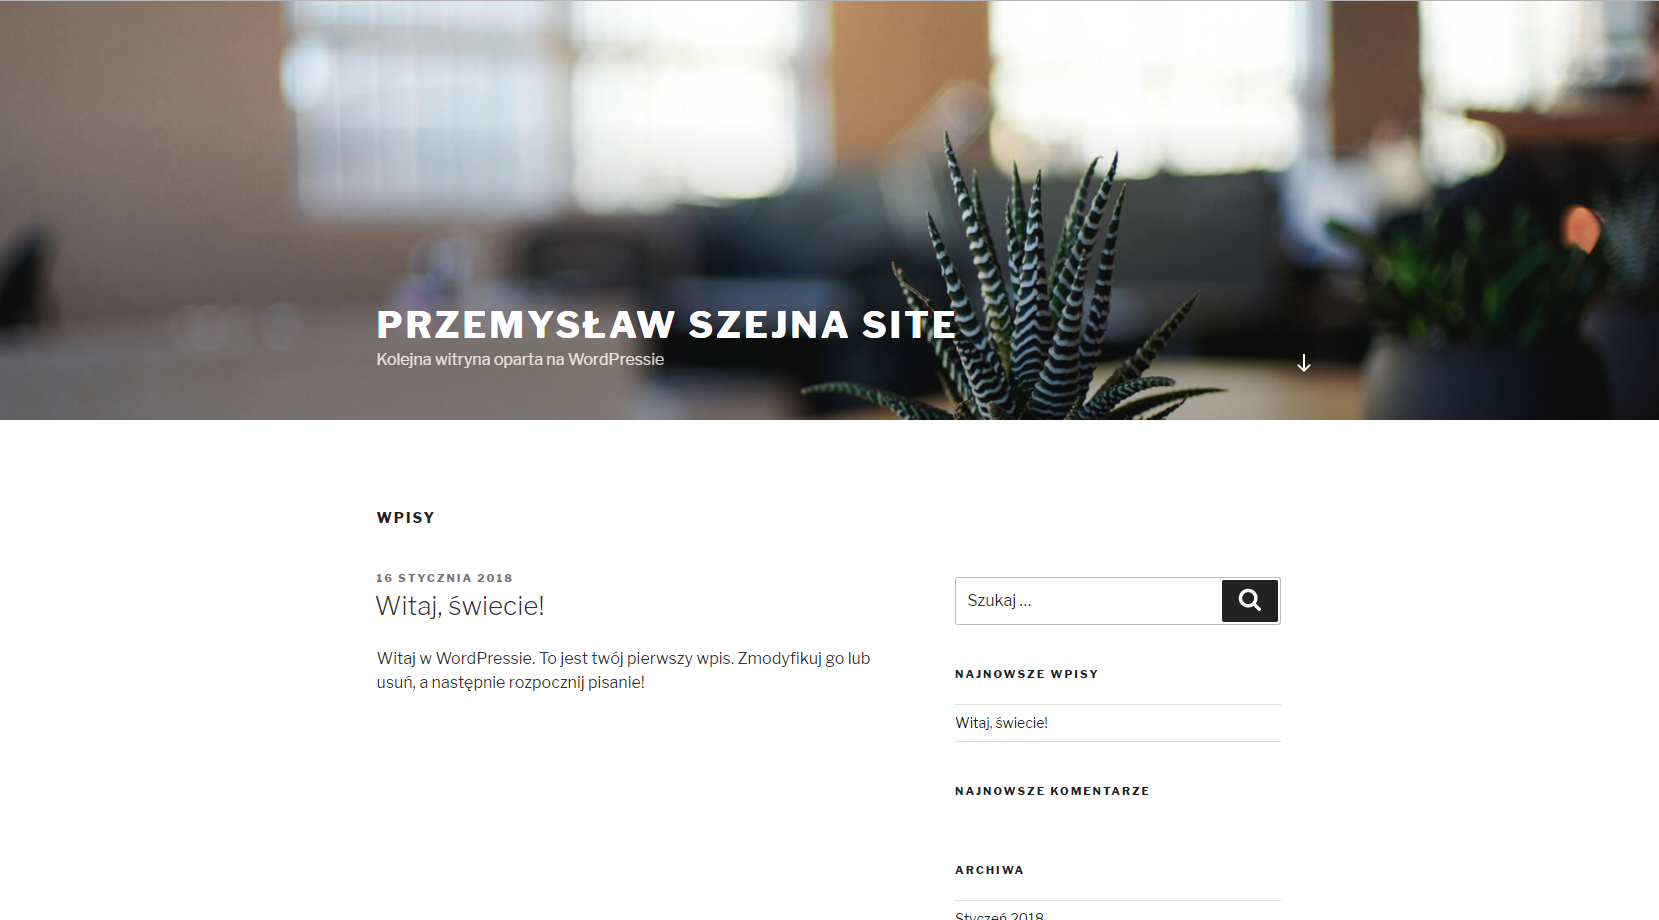 PRZEMYSŁAW SZEJNA SITE
Kolejna witryna oparta na WordPressie
WPISY
16 STYCZNIA 2018
Witaj, świecie!
Witaj w WordPressie. To jest twój pierwszy wpis. Zmodyfikuj go lub
usuń, a następnie rozpocznij pisanie!
Szukaj …
NAJNOWSZE WPISY
Witaj, świecie!
NAJNOWSZE KOMENTARZE
ARCHIWA
Styczeń 2018